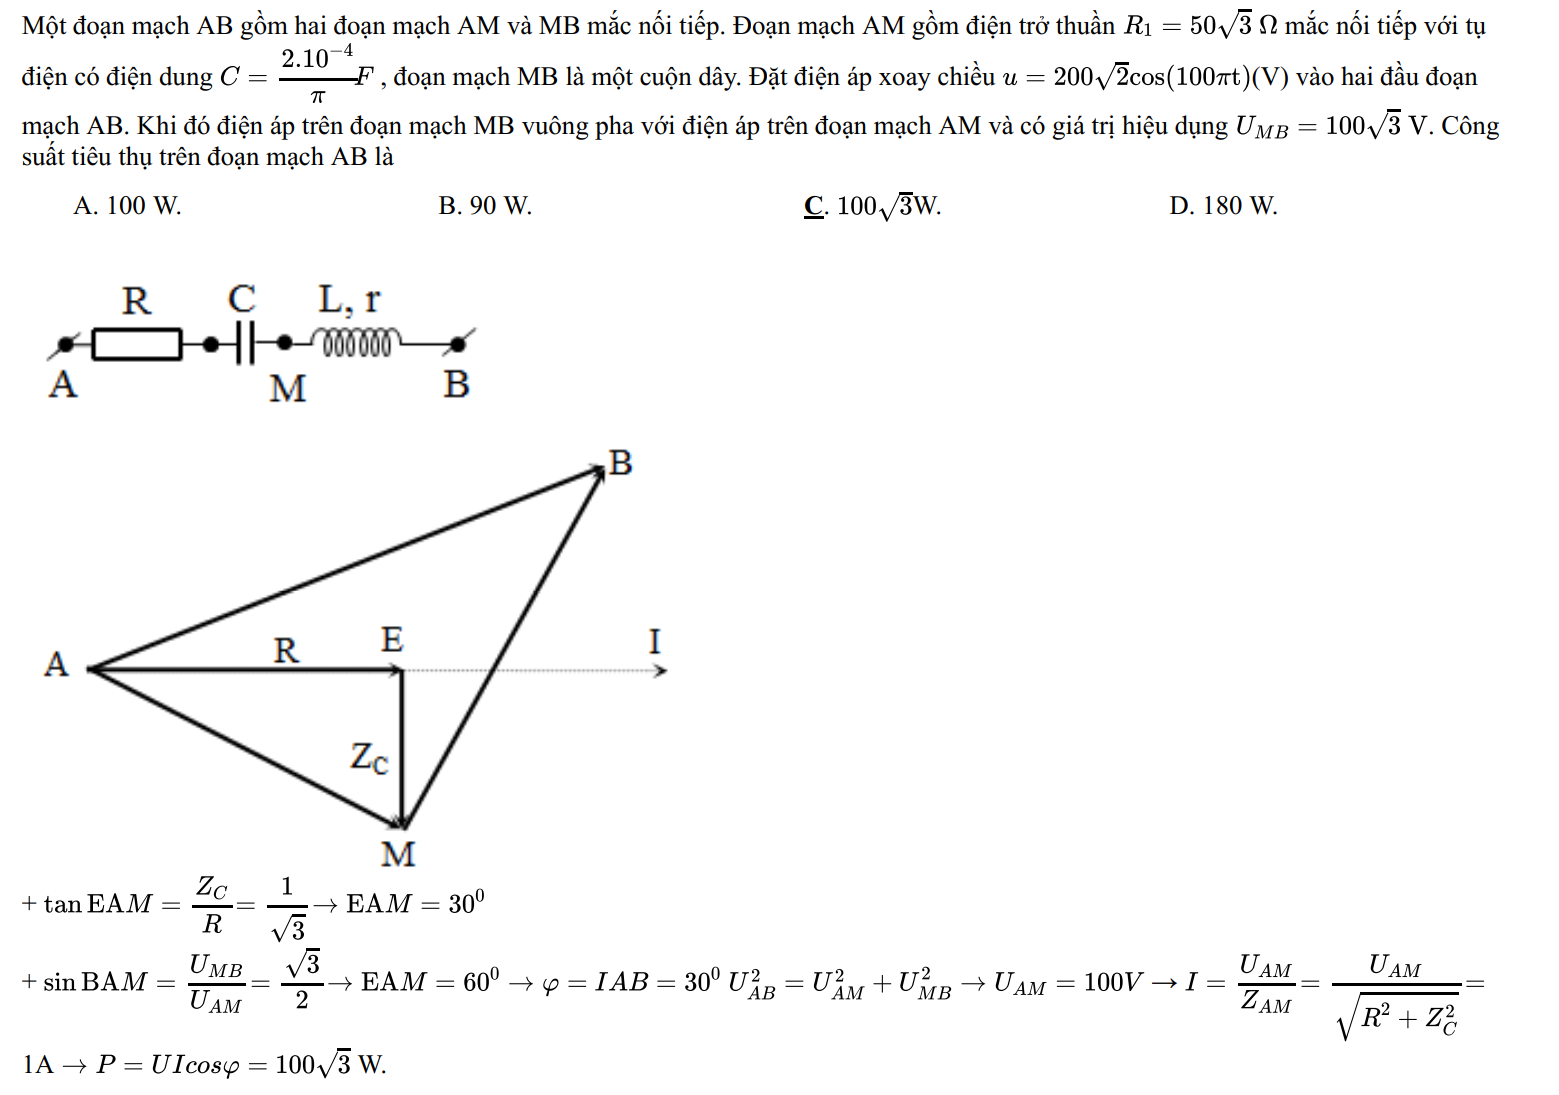 Một đoạn mạch AB gồm hai đoạn mạch AM và MB mắc nối tiếp. Đoạn mạch AM gồm điện trở thuần R₁ = 50√3 Ω mắc nối tiếp với tụ
điện có điện dung C = 2.10⁻⁴/π F , đoạn mạch MB là một cuộn dây. Đặt điện áp xoay chiều u = 200√2cos(100πt)(V) vào hai đầu đoạn
mạch AB. Khi đó điện áp trên đoạn mạch MB vuông pha với điện áp trên đoạn mạch AM và có giá trị hiệu dụng U_MB = 100√3 V. Công
suất tiêu thụ trên đoạn mạch AB là
A. 100 W. B. 90 W. C. 100√3W. D. 180 W.
R C L, r
A M B
B
A R E I
Z_C
M
+ tan EAM = Z_C/R = 1/√3 → EAM = 30⁰
+ sin BAM = U_MB/U_AM = √3/2 → EAM = 60⁰ → φ = IAB = 30⁰ U²_AB = U²_AM + U²_MB → U_AM = 100V → I = U_AM/Z_AM = U_AM/√(R² + Z²_C) =
1A → P = UIcosφ = 100√3 W.